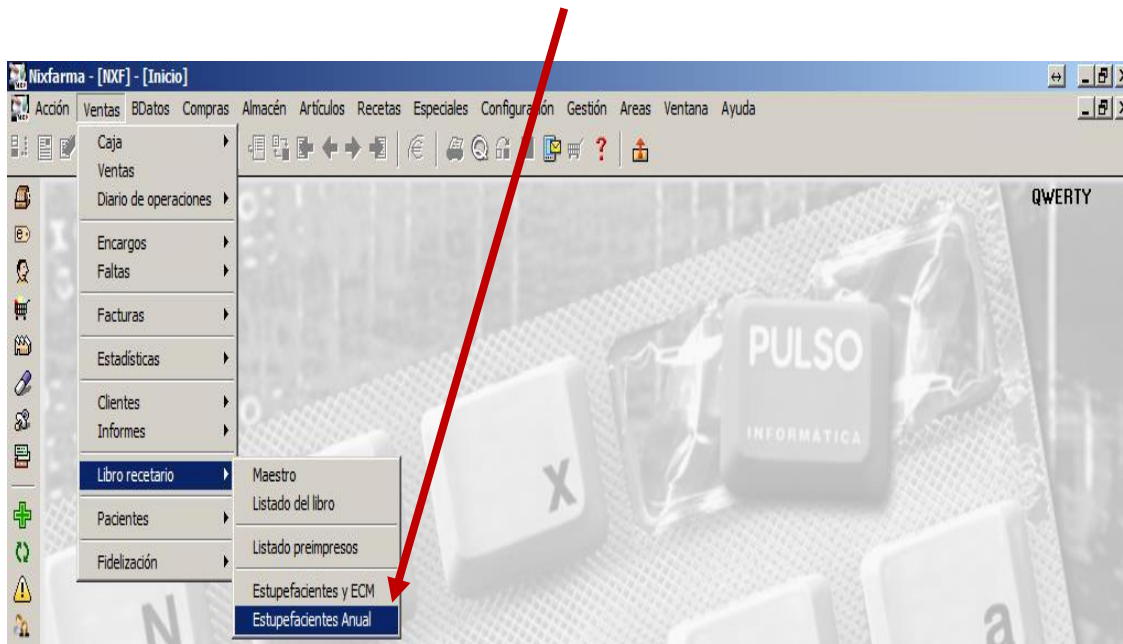 Nixfarma - [NXF] - [Inicio]
Acción Ventas BDatos Compras Almacén Artículos Recetas Especiales Configuración Gestión Areas Ventana Ayuda
QWERTY
Caja
Ventas
Diario de operaciones
Encargos
Faltas
Facturas
Estadísticas
Clientes
Informes
Libro recetario
Pacientes
Fidelización
Maestro
Listado del libro
Listado preimpresos
Estupefacientes y ECM
Estupefacientes Anual
PULSO
INFORMATICA
X
N
a